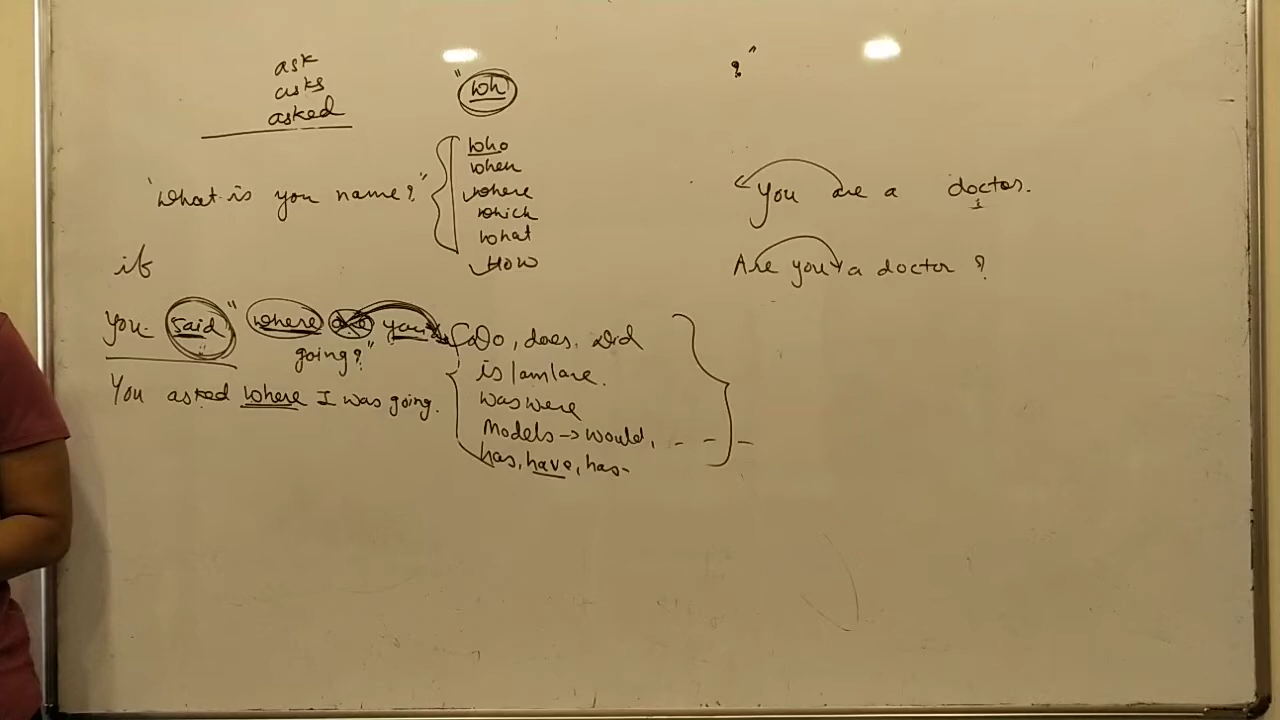 ask
asks
asked
"wh
?"
who
when
where
which
what
How
"What is you name?"
You are a doctor.
Are you a doctor ?
if
You said "where are you
going?"
You asked where I was going.
Do, does, did
is/am/are.
was were
Models → would, - - -
has, have, has-